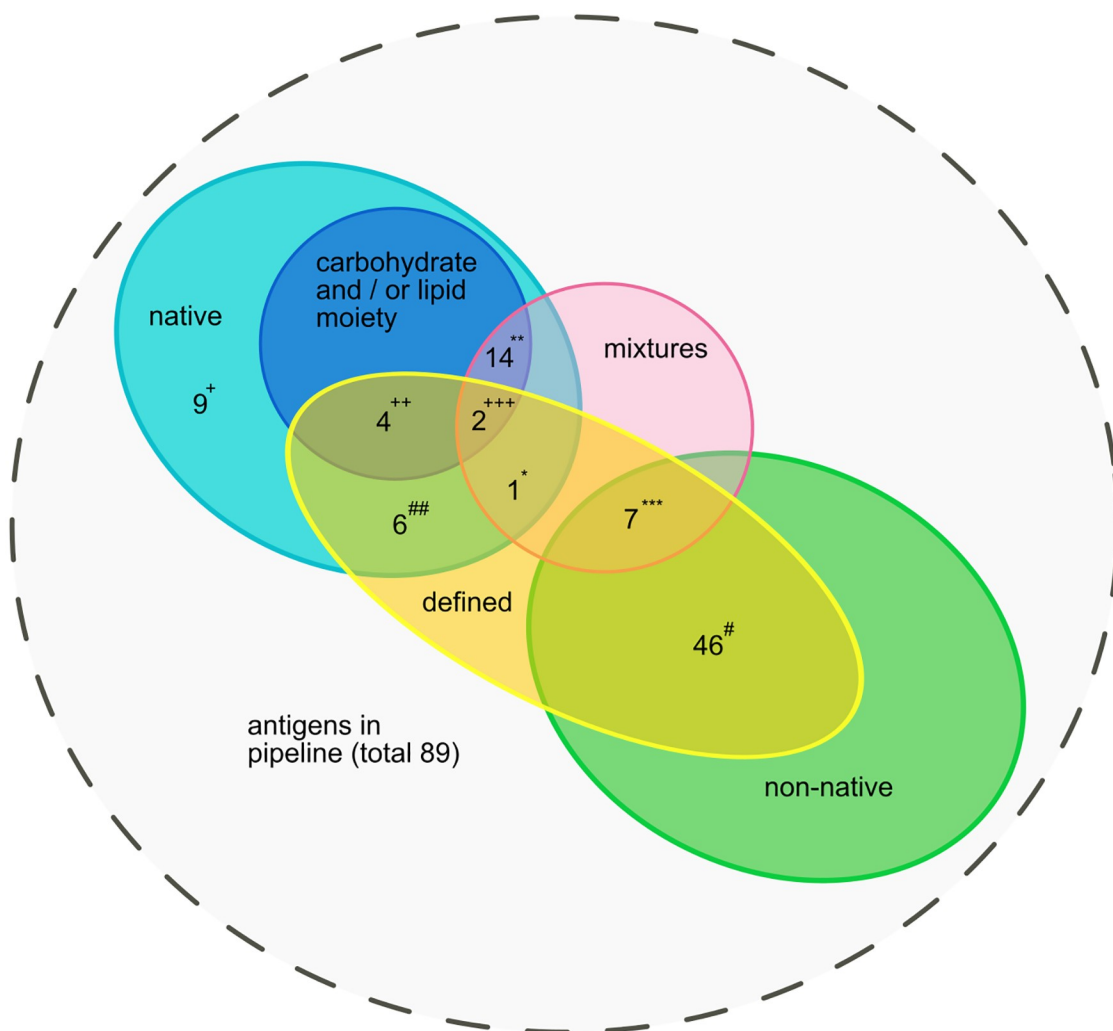 carbohydrate
and / or lipid
moiety
native
mixtures
14**
9+
4++
2+++
1*
6##
7***
defined
46#
antigens in
pipeline (total 89)
non-native